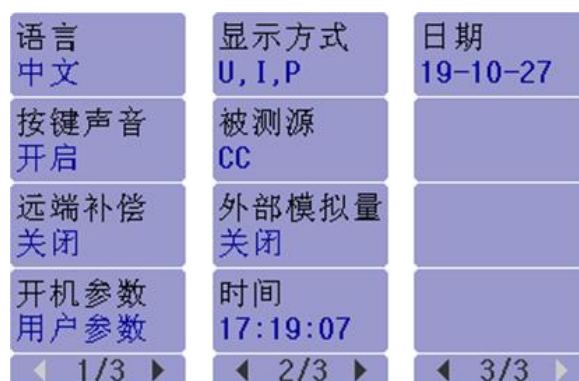 语言
中文
按键声音
开启
远端补偿
关闭
开机参数
用户参数
◀ 1/3 ▶
显示方式
U,I,P
被测源
CC
外部模拟量
关闭
时间
17:19:07
◀ 2/3 ▶
日期
19-10-27
◀ 3/3 ▶